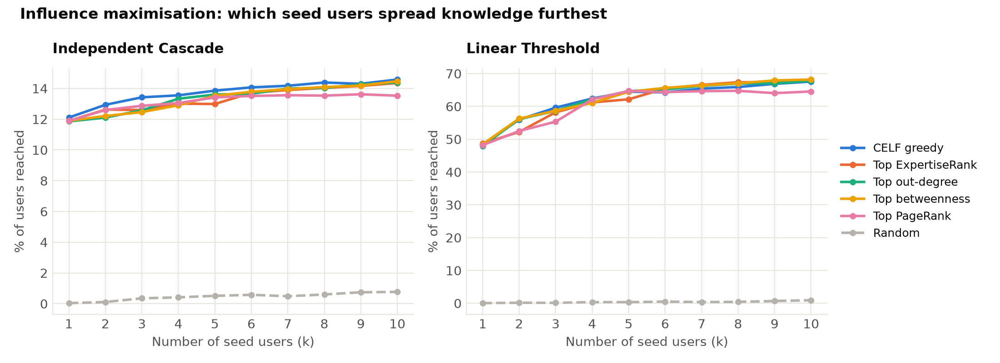 Influence maximisation: which seed users spread knowledge furthest
Independent Cascade
% of users reached
14
12
10
8
6
4
2
0
1 2 3 4 5 6 7 8 9 10
Number of seed users (k)
Linear Threshold
% of users reached
70
60
50
40
30
20
10
0
1 2 3 4 5 6 7 8 9 10
Number of seed users (k)
CELF greedy
Top ExpertiseRank
Top out-degree
Top betweenness
Top PageRank
Random